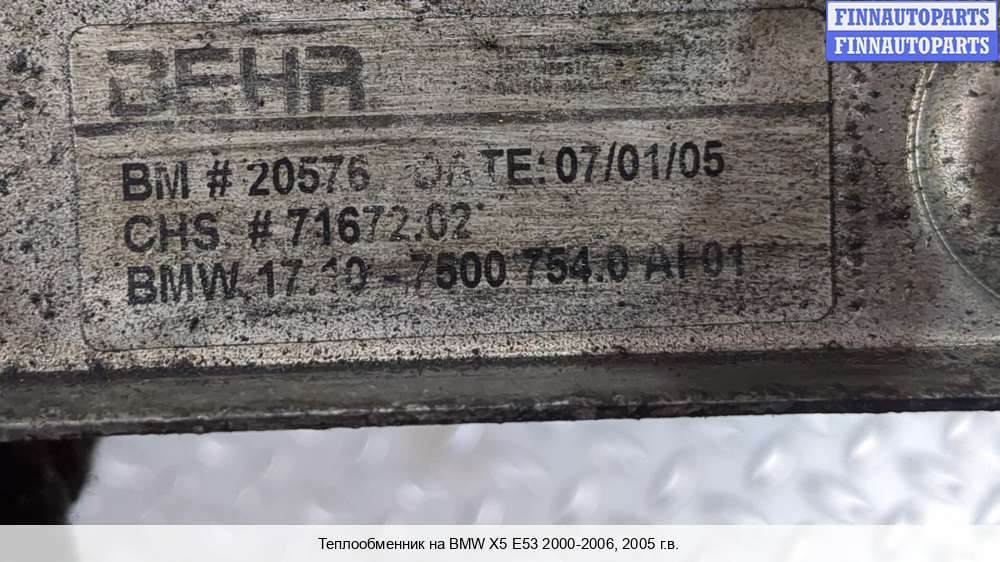 FINNAUTOPARTS
FINNAUTOPARTS
BEHR
BM # 20576 DATE: 07/01/05
CHS. # 71672.02
BMW. 17.10 - 7500 754.0 AI 01
Теплообменник на BMW X5 E53 2000-2006, 2005 г.в.